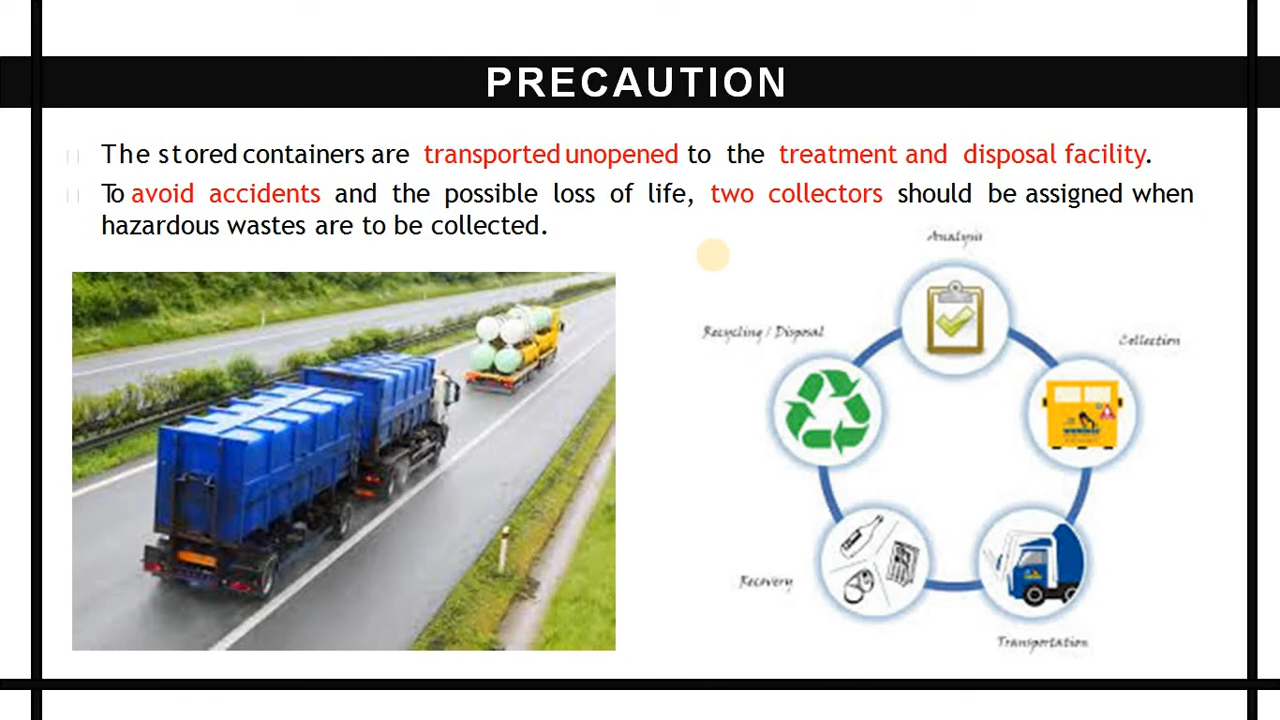 PRECAUTION
The stored containers are transported unopened to the treatment and disposal facility.
To avoid accidents and the possible loss of life, two collectors should be assigned when
hazardous wastes are to be collected.
Analysis
Recycling / Disposal
Collection
Recovery
Transportation